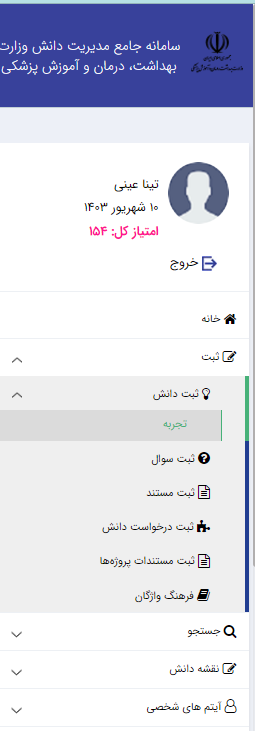 سامانه جامع مدیریت دانش وزارت
بهداشت، درمان و آموزش پزشکی
تینا عینی
۱۰ شهریور ۱۴۰۳
امتیاز کل: ۱۵۴
خروج
خانه
ثبت
ثبت دانش
تجربه
ثبت سوال
ثبت مستند
ثبت درخواست دانش
ثبت مستندات پروژه‌ها
فرهنگ واژگان
جستجو
نقشه دانش
آیتم های شخصی